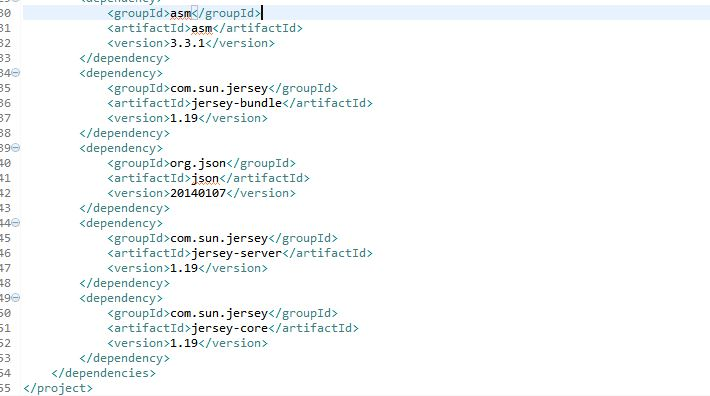 29 <dependency>
30 <groupId>asm</groupId>
31 <artifactId>asm</artifactId>
32 <version>3.3.1</version>
33 </dependency>
34 <dependency>
35 <groupId>com.sun.jersey</groupId>
36 <artifactId>jersey-bundle</artifactId>
37 <version>1.19</version>
38 </dependency>
39 <dependency>
40 <groupId>org.json</groupId>
41 <artifactId>json</artifactId>
42 <version>20140107</version>
43 </dependency>
44 <dependency>
45 <groupId>com.sun.jersey</groupId>
46 <artifactId>jersey-server</artifactId>
47 <version>1.19</version>
48 </dependency>
49 <dependency>
50 <groupId>com.sun.jersey</groupId>
51 <artifactId>jersey-core</artifactId>
52 <version>1.19</version>
53 </dependency>
54 </dependencies>
55 </project>